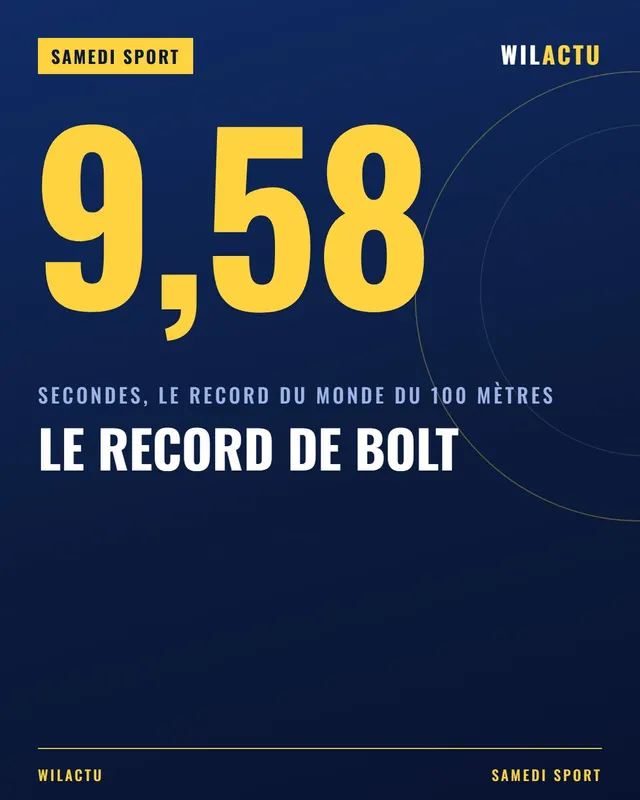 SAMEDI SPORT
WILACTU
9,58
SECONDES, LE RECORD DU MONDE DU 100 MÈTRES
LE RECORD DE BOLT
WILACTU
SAMEDI SPORT